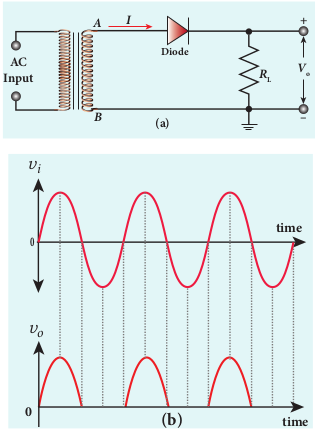 A I
+
Diode
AC
Input
R_L
V_o
B
−
(a)
v_i
time
0
v_o
0
(b)
time